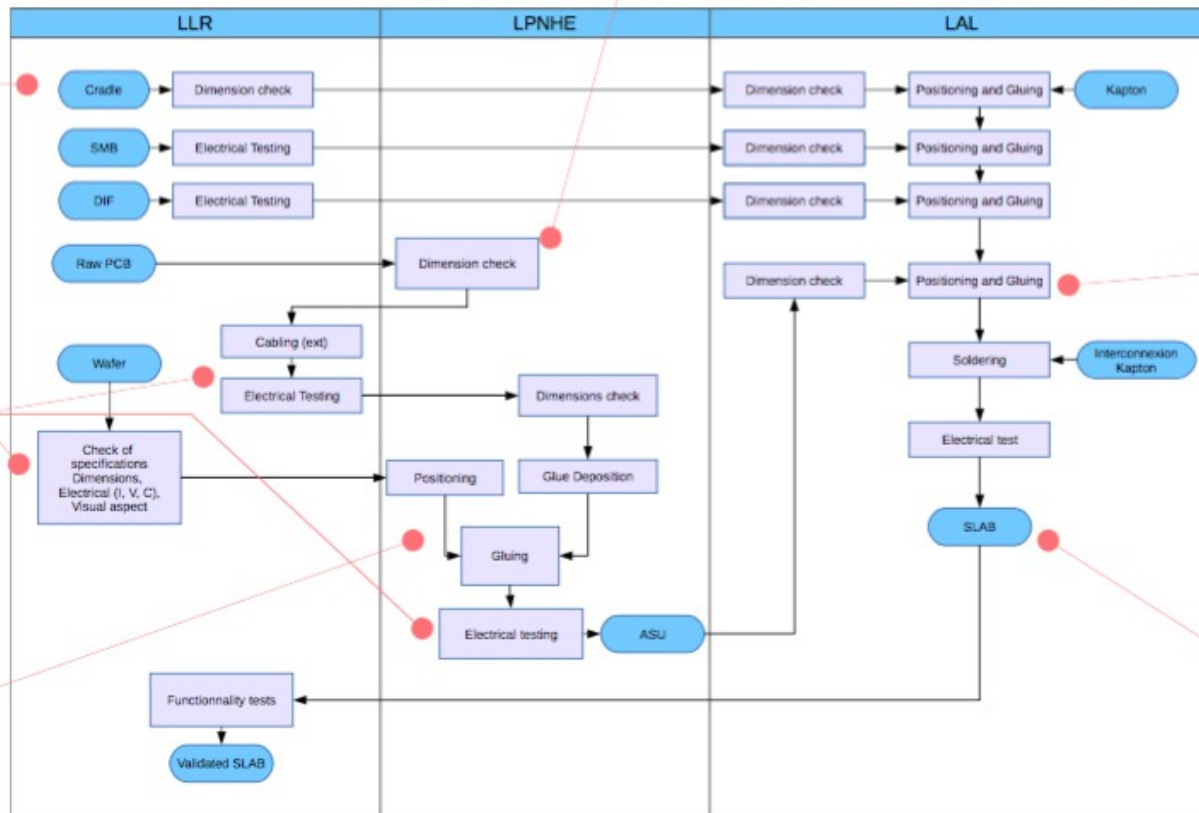 LLR
LPNHE
LAL
Cradle
Dimension check
Dimension check
Positioning and Gluing
Kapton
SMB
Electrical Testing
Dimension check
Positioning and Gluing
DIF
Electrical Testing
Dimension check
Positioning and Gluing
Raw PCB
Dimension check
Dimension check
Positioning and Gluing
Cabling (ext)
Wafer
Soldering
Interconnexion
Kapton
Electrical Testing
Dimensions check
Check of
specifications
Dimensions,
Electrical (I, V, C),
Visual aspect
Electrical test
Positioning
Glue Deposition
SLAB
Gluing
Electrical testing
ASU
Functionnality tests
Validated SLAB